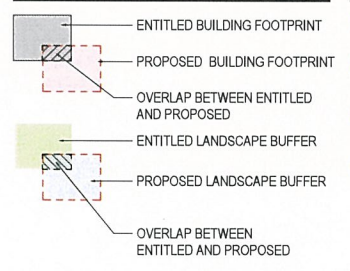 ENTITLED BUILDING FOOTPRINT
PROPOSED BUILDING FOOTPRINT
OVERLAP BETWEEN ENTITLED
AND PROPOSED
ENTITLED LANDSCAPE BUFFER
PROPOSED LANDSCAPE BUFFER
OVERLAP BETWEEN
ENTITLED AND PROPOSED